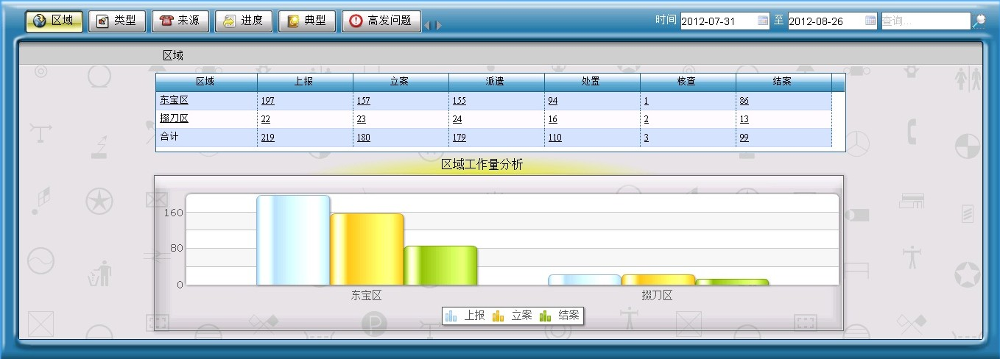 区域 类型 来源 进度 典型 高发问题 时间 2012-07-31 至 2012-08-26 查询...
区域
区域 上报 立案 派遣 处置 核查 结案
东宝区 197 157 155 94 1 86
掇刀区 22 23 24 16 2 13
合计 219 180 179 110 3 99
区域工作量分析
160
80
0
东宝区 掇刀区
上报 立案 结案
P